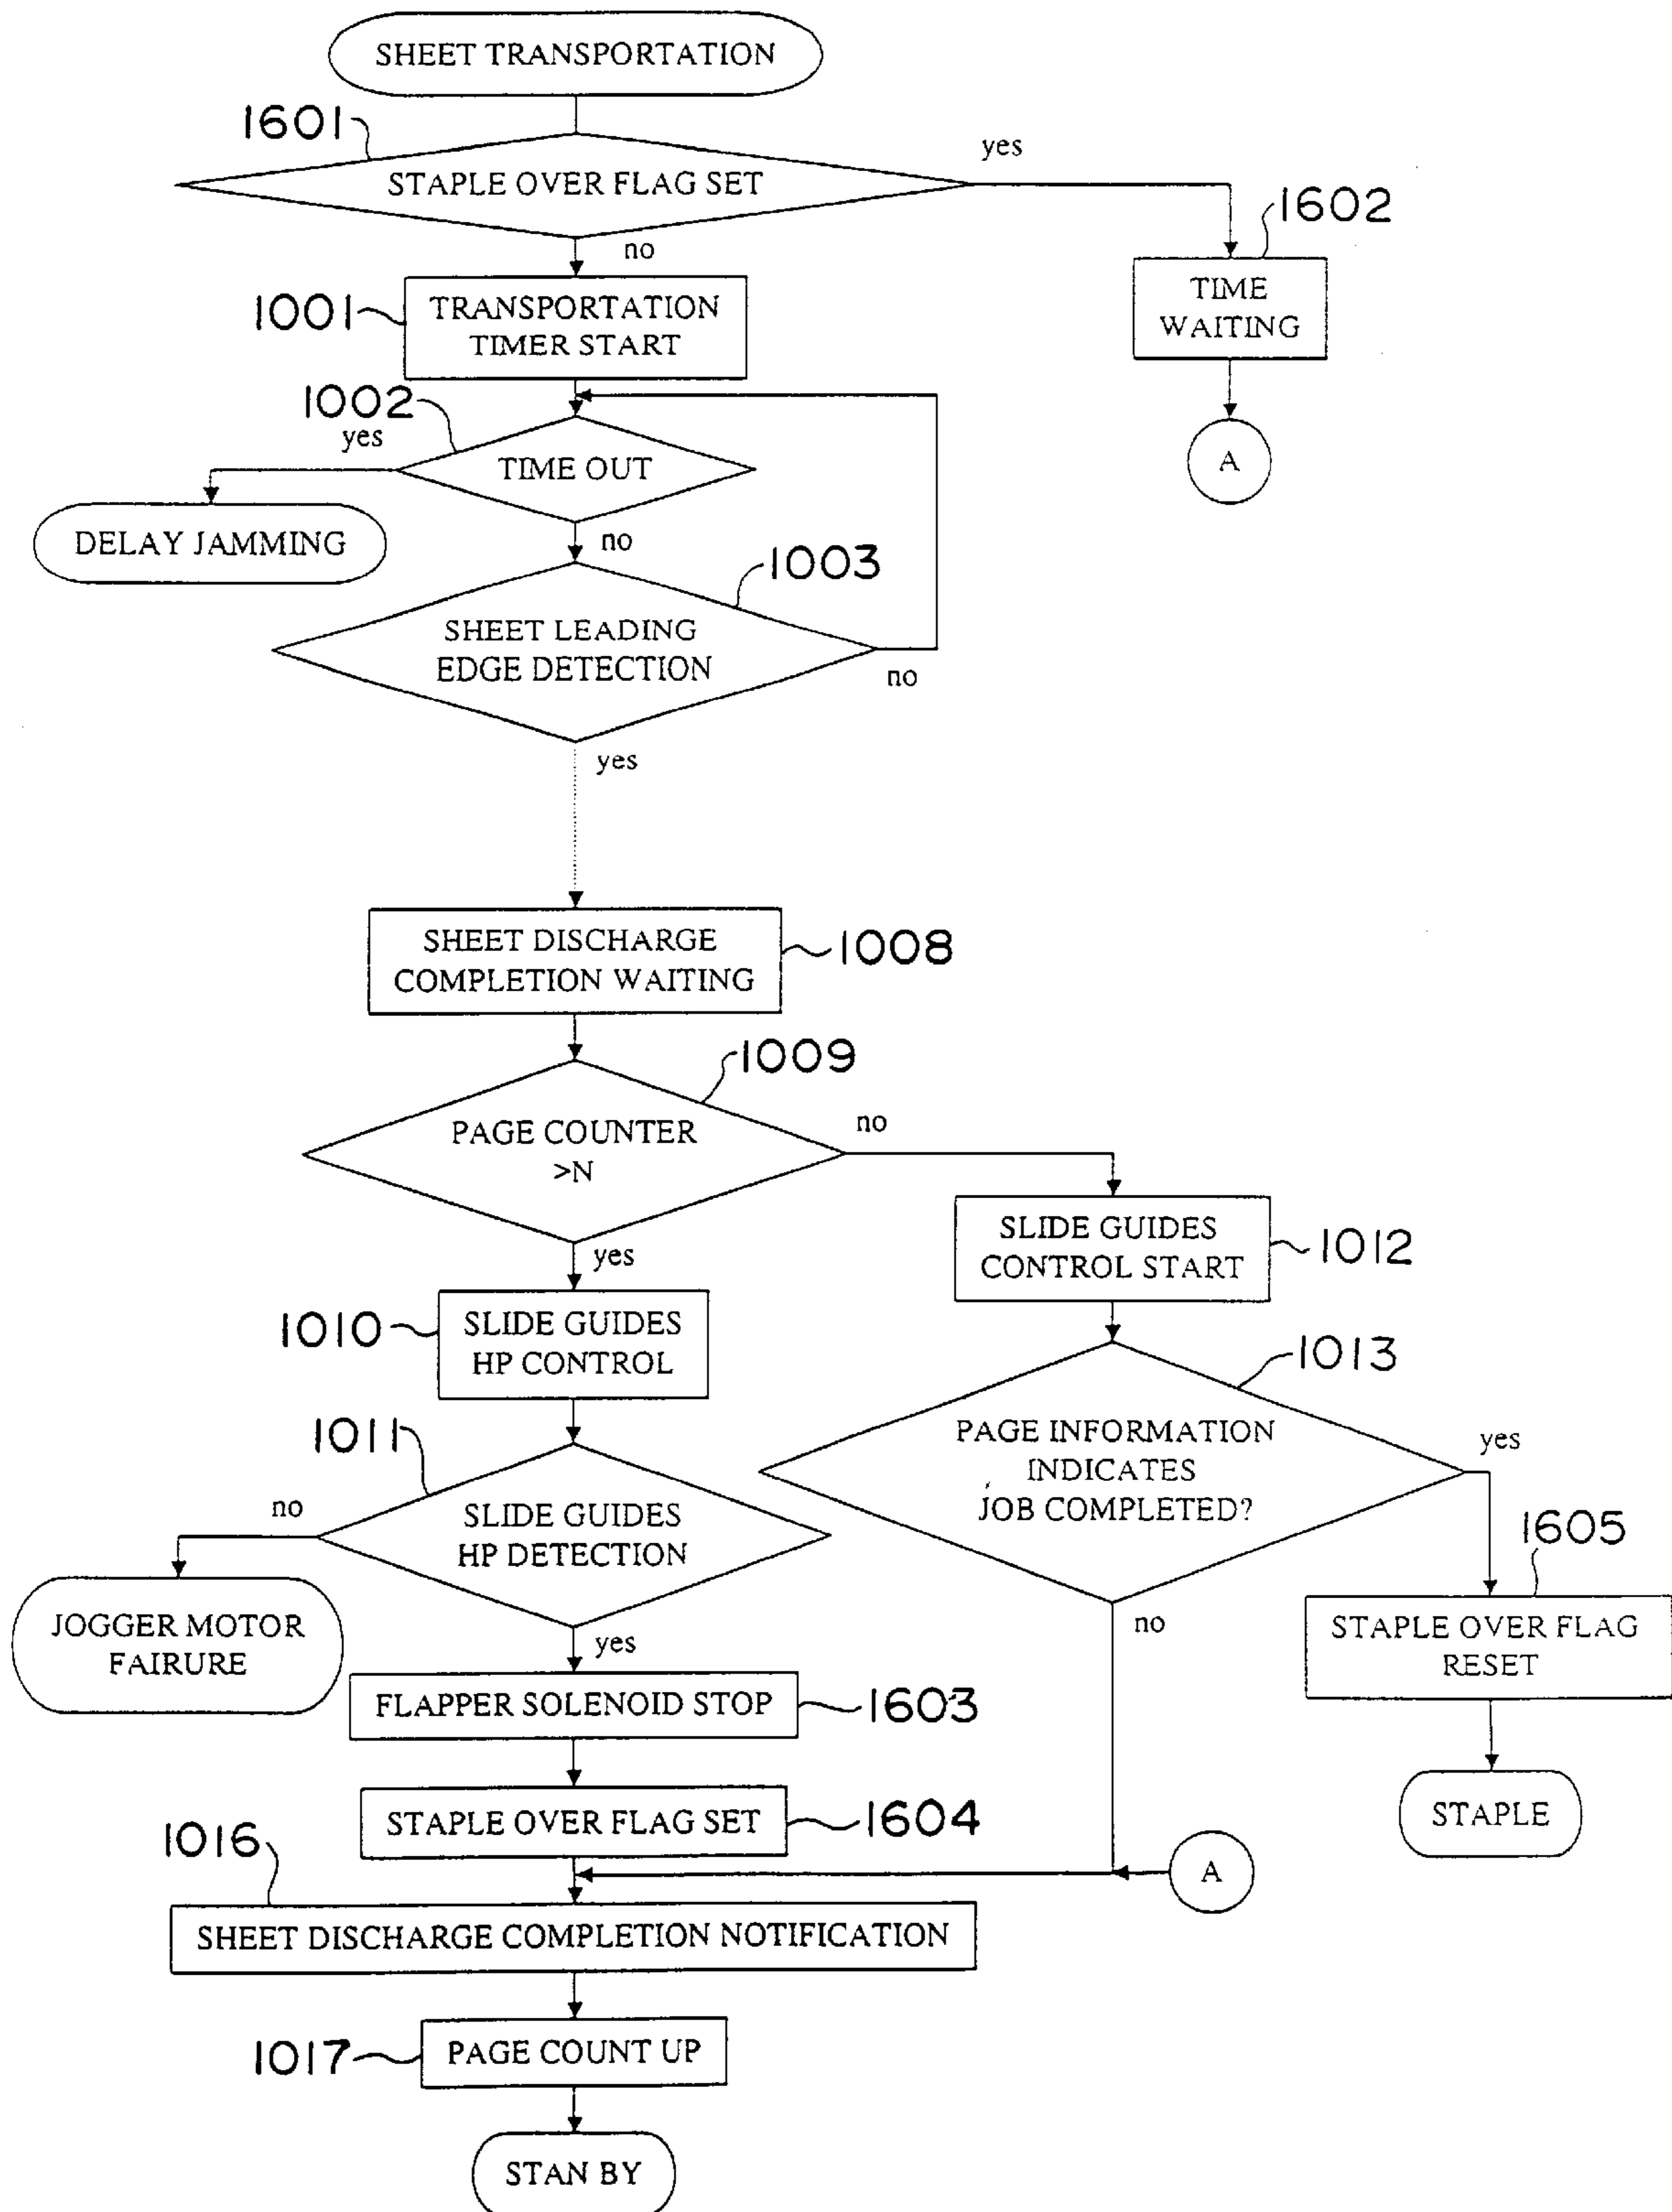 SHEET TRANSPORTATION
1601
STAPLE OVER FLAG SET
yes
no
1602
TIME
WAITING
A
1001
TRANSPORTATION
TIMER START
1002
yes
TIME OUT
no
DELAY JAMMING
1003
SHEET LEADING
EDGE DETECTION
no
yes
SHEET DISCHARGE
COMPLETION WAITING
1008
1009
PAGE COUNTER
>N
no
yes
SLIDE GUIDES
CONTROL START
1012
1010
SLIDE GUIDES
HP CONTROL
1013
PAGE INFORMATION
INDICATES
JOB COMPLETED?
yes
no
1011
no
SLIDE GUIDES
HP DETECTION
yes
JOGGER MOTOR
FAIRURE
1605
STAPLE OVER FLAG
RESET
STAPLE
FLAPPER SOLENOID STOP
1603
STAPLE OVER FLAG SET
1604
A
1016
SHEET DISCHARGE COMPLETION NOTIFICATION
1017
PAGE COUNT UP
STAN BY